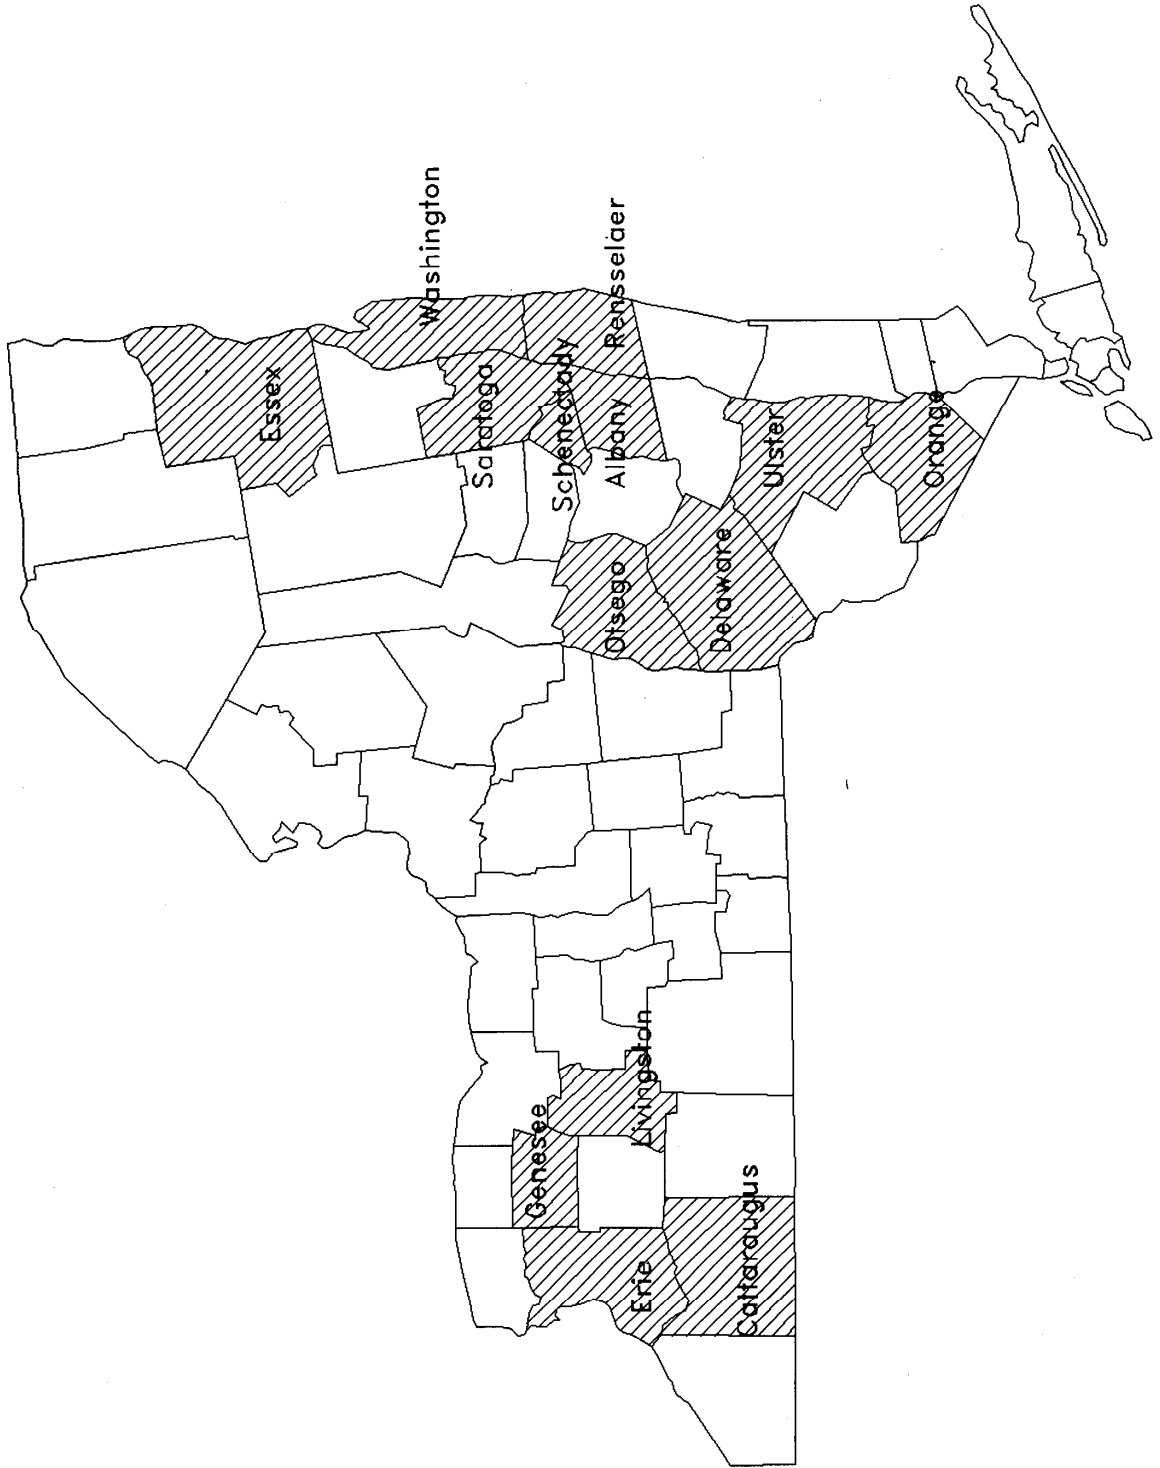 Essex
Washington
Saratoga
Schenectady
Rensselaer
Albany
Otsego
Delaware
Ulster
Orange
Genesee
Livingston
Erie
Cattaraugus